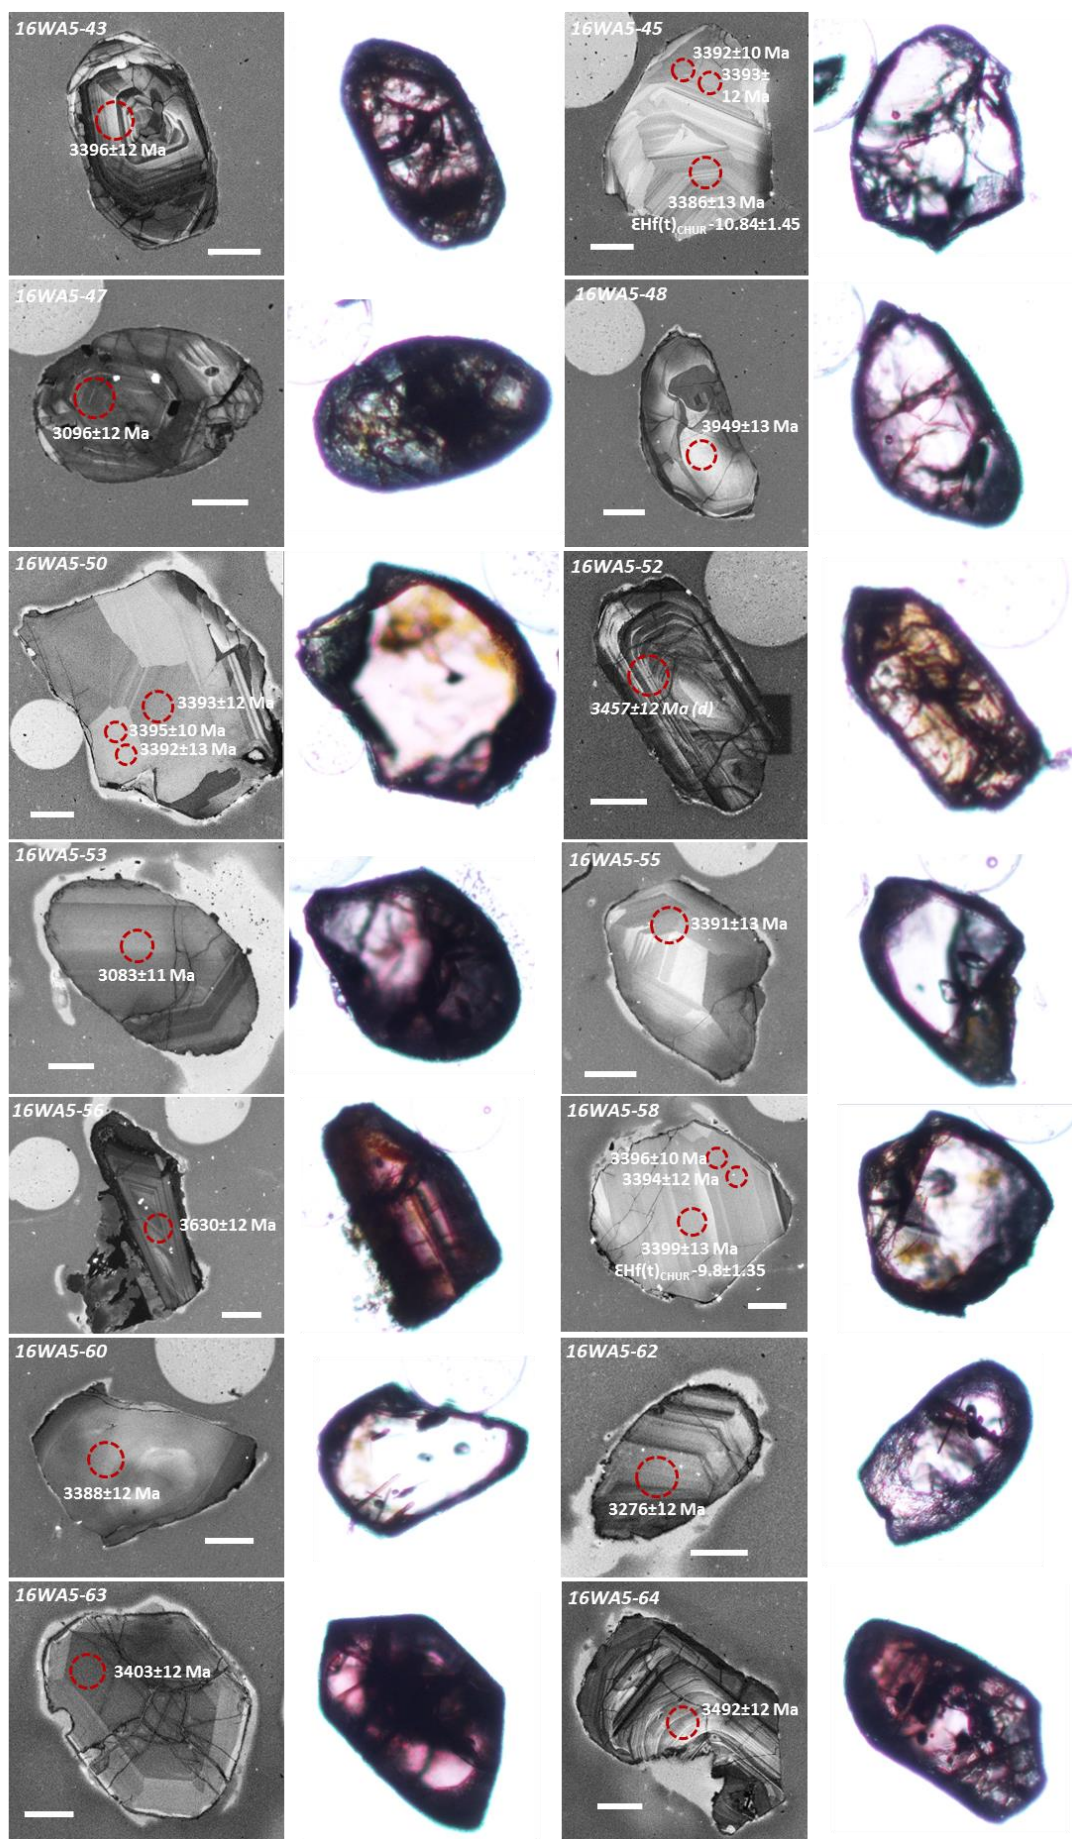 16WA5-43
3396±12 Ma
16WA5-45
3392±10 Ma
3393±
12 Ma
3386±13 Ma
ƐHf(t)CHUR -10.84±1.45
16WA5-47
3096±12 Ma
16WA5-48
3949±13 Ma
16WA5-50
3393±12 Ma
3395±10 Ma
3392±13 Ma
16WA5-52
3457±12 Ma (d)
16WA5-53
3083±11 Ma
16WA5-55
3391±13 Ma
16WA5-56
3630±12 Ma
16WA5-58
3396±10 Ma
3394±12 Ma
3399±13 Ma
ƐHf(t)CHUR -9.8±1.35
16WA5-60
3388±12 Ma
16WA5-62
3276±12 Ma
16WA5-63
3403±12 Ma
16WA5-64
3492±12 Ma